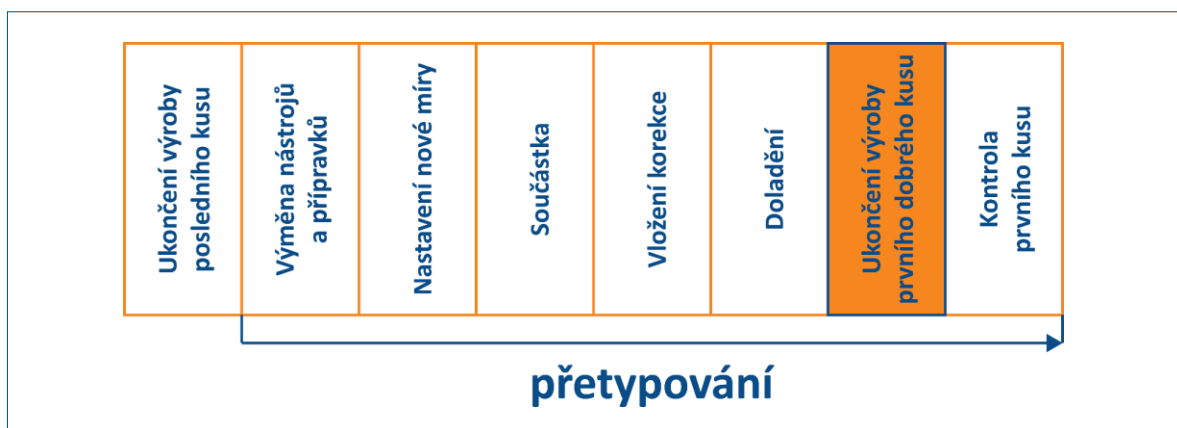 Ukončení výroby
posledního kusu
Výměna nástrojů
a přípravků
Nastavení nové míry
Součástka
Vložení korekce
Doladění
Ukončení výroby
prvního dobrého kusu
Kontrola
prvního kusu
přetypování